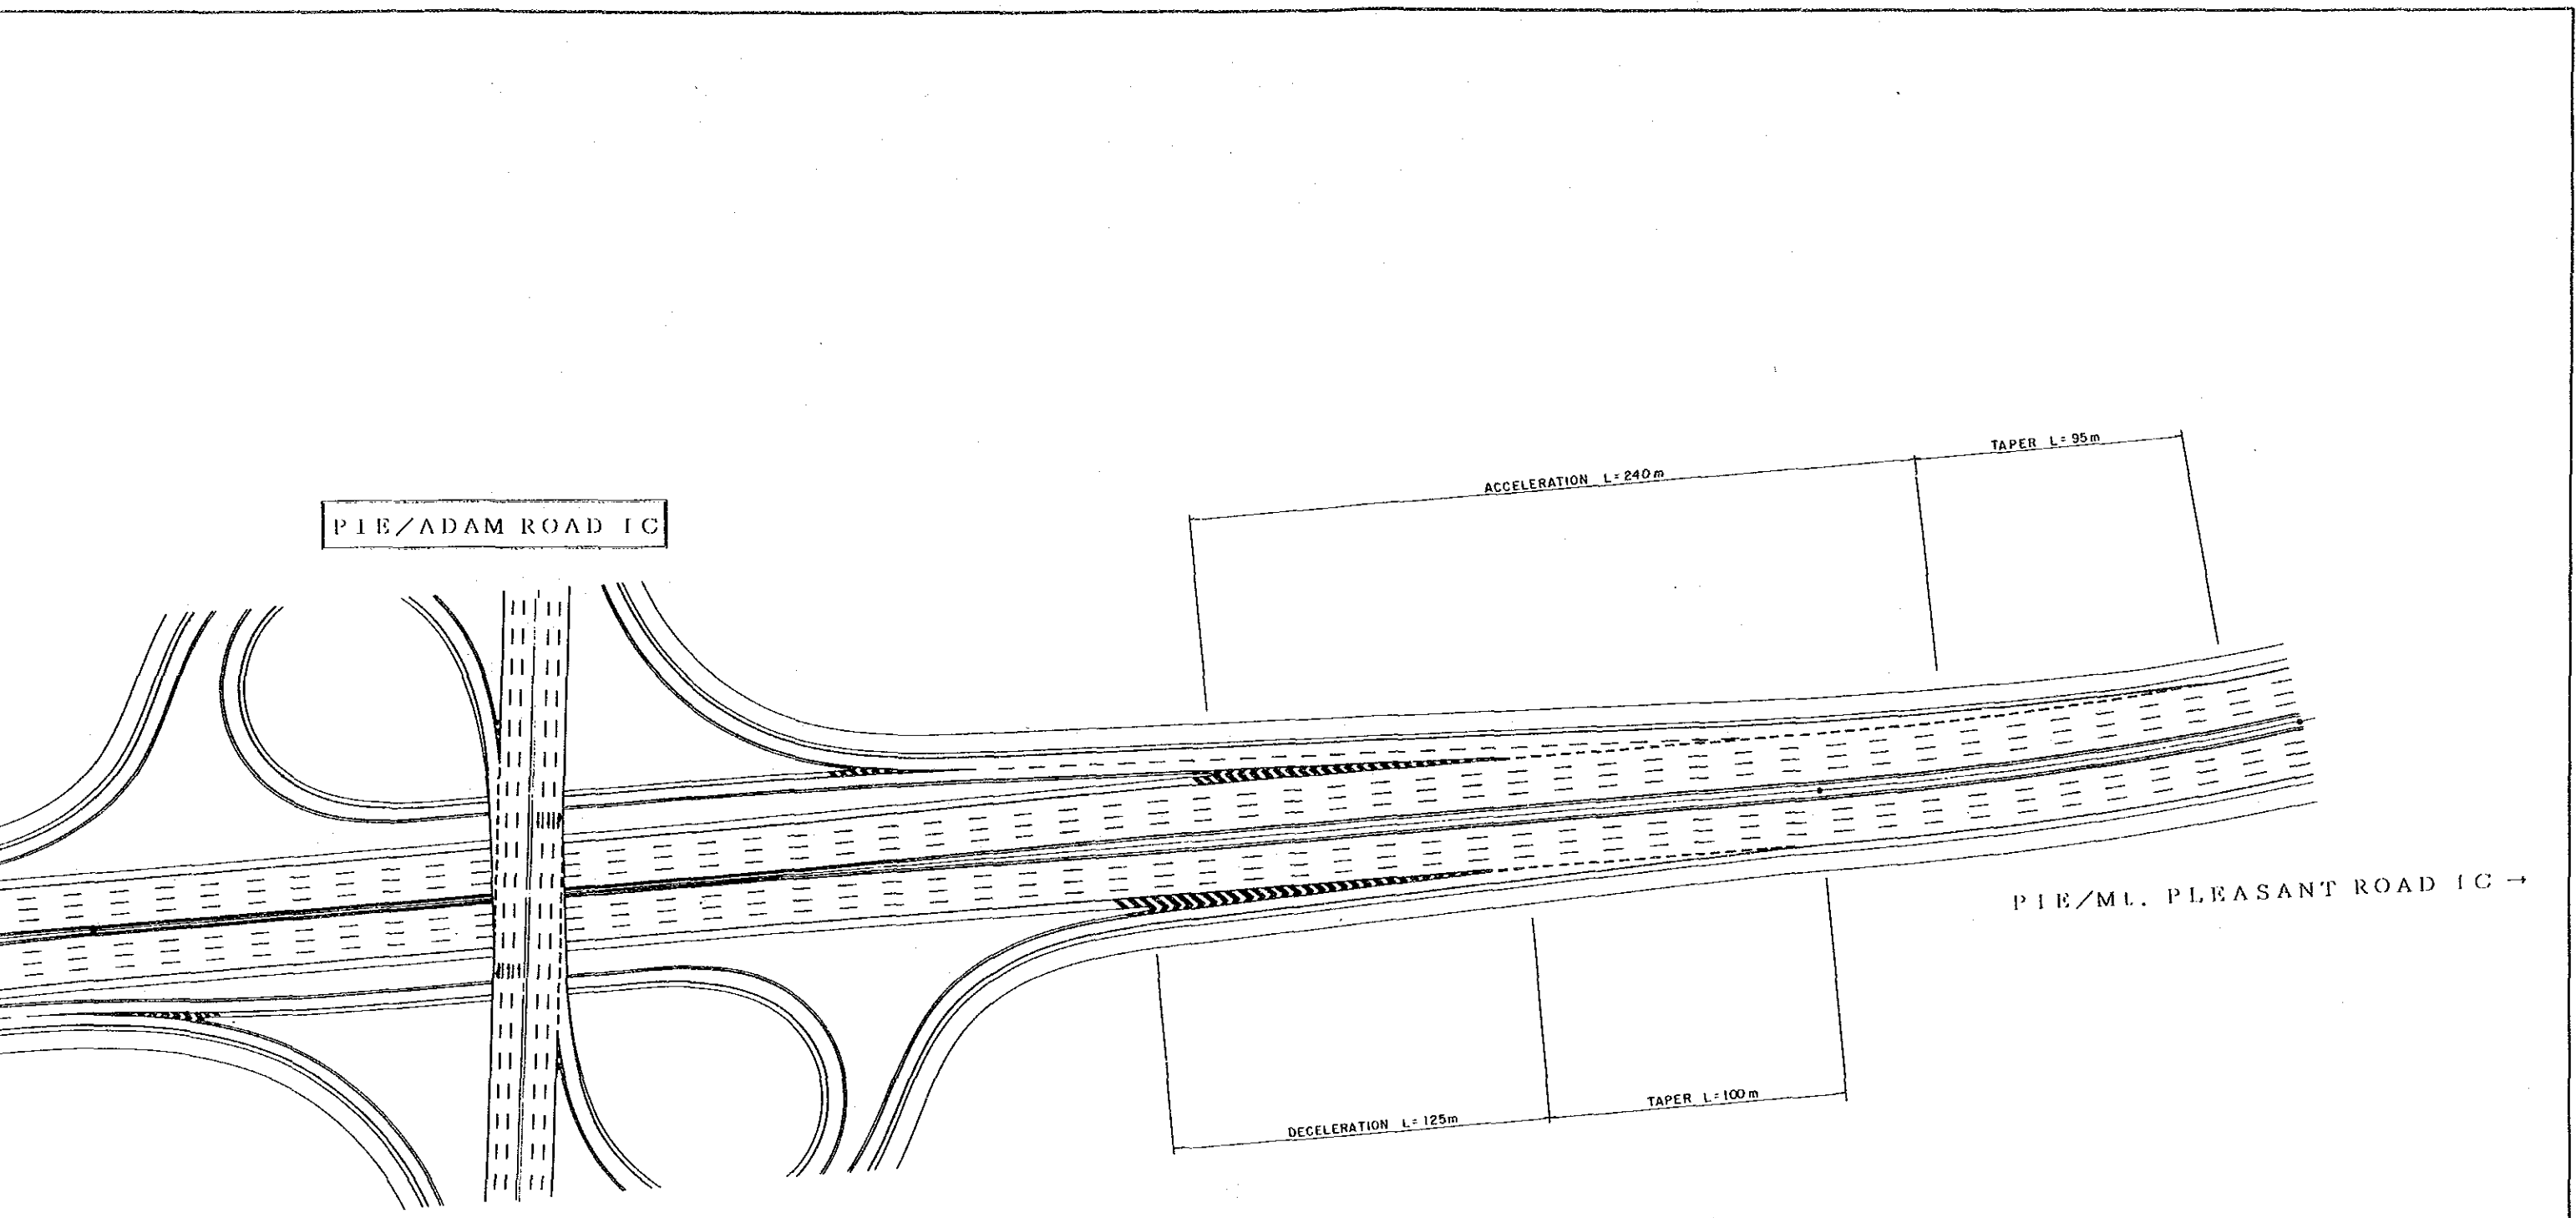 TAPER L=95m
ACCELERATION L=240m
PIE/ADAM ROAD IC
PIE/Mt. PLEASANT ROAD IC →
TAPER L=100m
DECELERATION L=125m